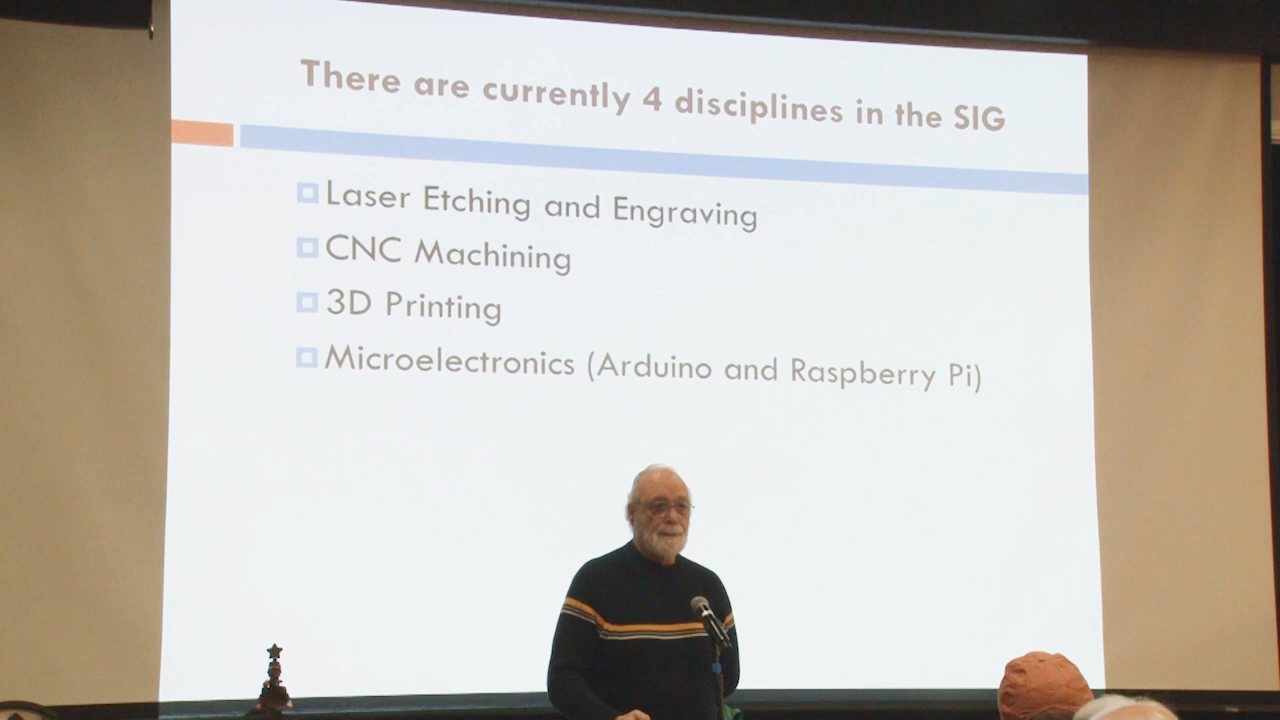 There are currently 4 disciplines in the SIG
Laser Etching and Engraving
CNC Machining
3D Printing
Microelectronics (Arduino and Raspberry Pi)